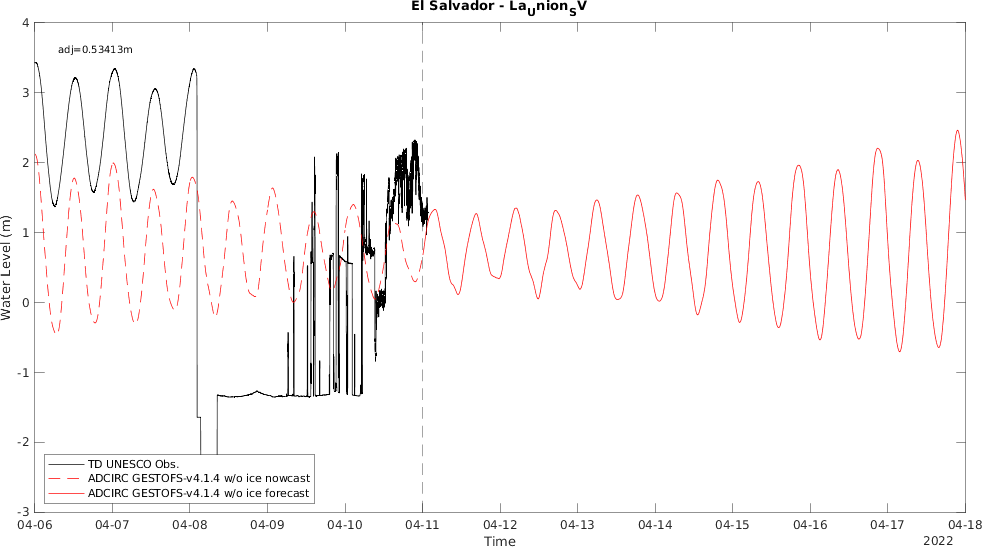 El Salvador - LaUnionSV
4
3
2
1
0
-1
-2
-3
Water Level (m)
adj=0.53413m
TD UNESCO Obs.
ADCIRC GESTOFS-v4.1.4 w/o ice nowcast
ADCIRC GESTOFS-v4.1.4 w/o ice forecast
04-06 04-07 04-08 04-09 04-10 04-11 04-12 04-13 04-14 04-15 04-16 04-17 04-18
Time
2022